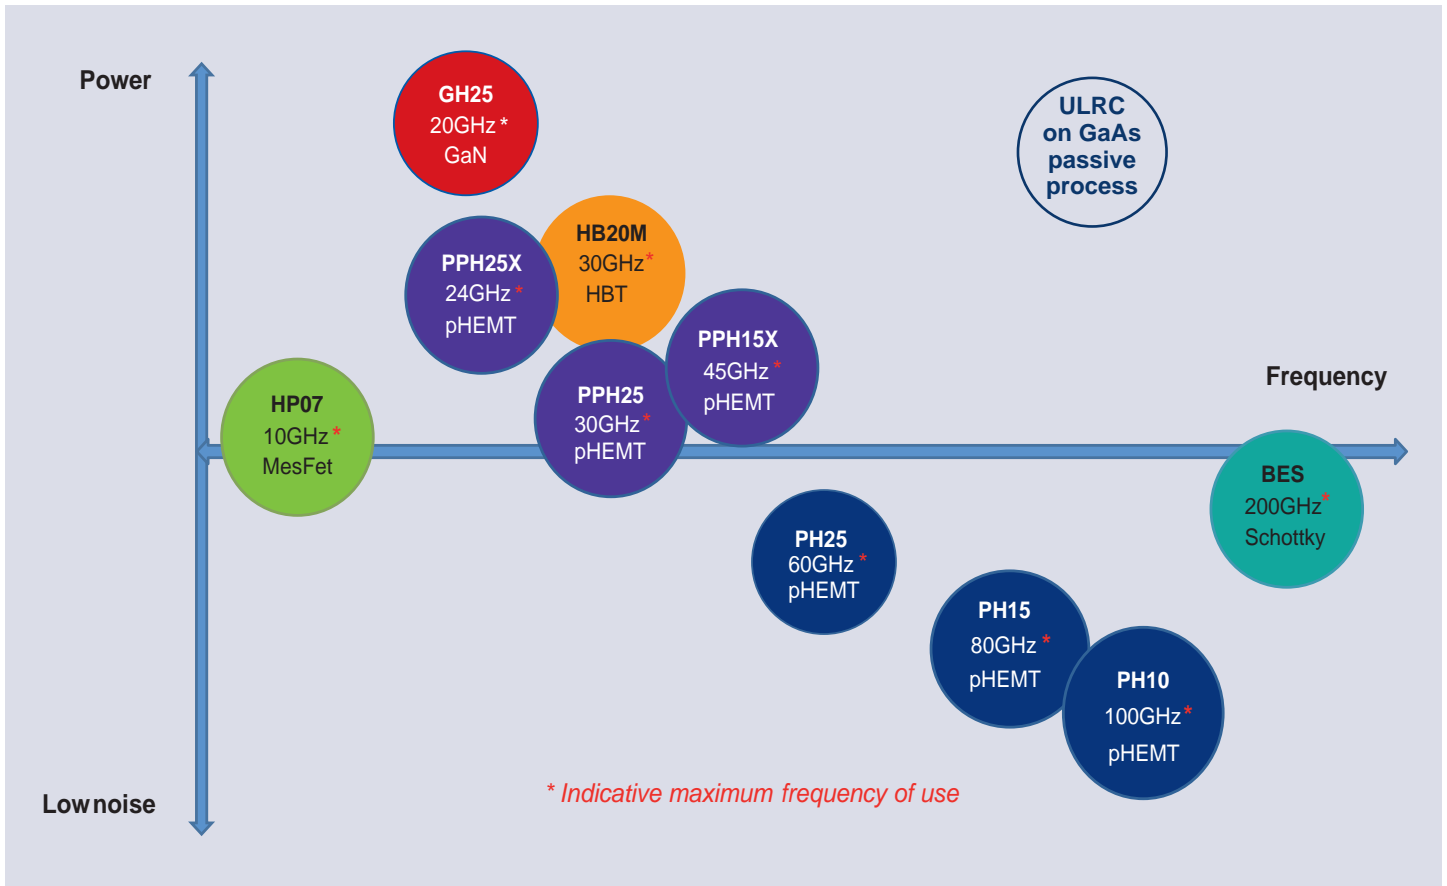 Power
GH25
20GHz *
GaN
ULRC
on GaAs
passive
process
HB20M
30GHz *
HBT
PPH25X
24GHz *
pHEMT
PPH15X
45GHz *
pHEMT
Frequency
HP07
10GHz *
MesFet
PPH25
30GHz *
pHEMT
BES
200GHz *
Schottky
PH25
60GHz *
pHEMT
PH15
80GHz *
pHEMT
PH10
100GHz *
pHEMT
Low noise
* Indicative maximum frequency of use